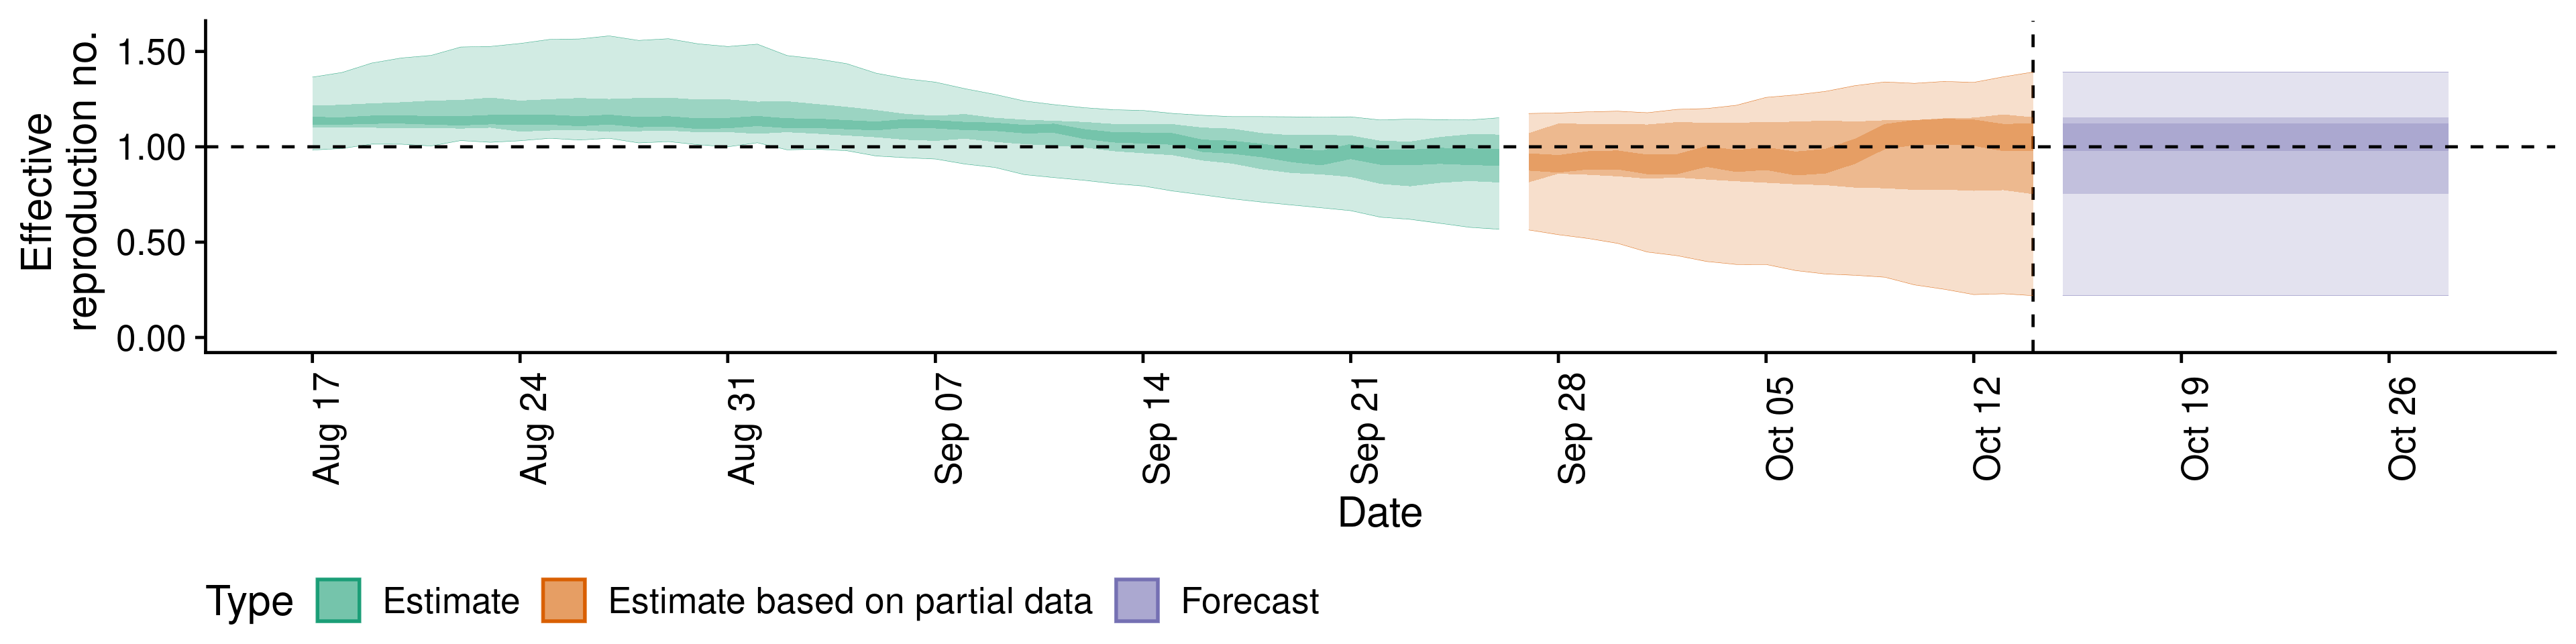 Effective
reproduction no.
1.50
1.00
0.50
0.00
Aug 17
Aug 24
Aug 31
Sep 07
Sep 14
Sep 21
Sep 28
Oct 05
Oct 12
Oct 19
Oct 26
Date
Type Estimate Estimate based on partial data Forecast